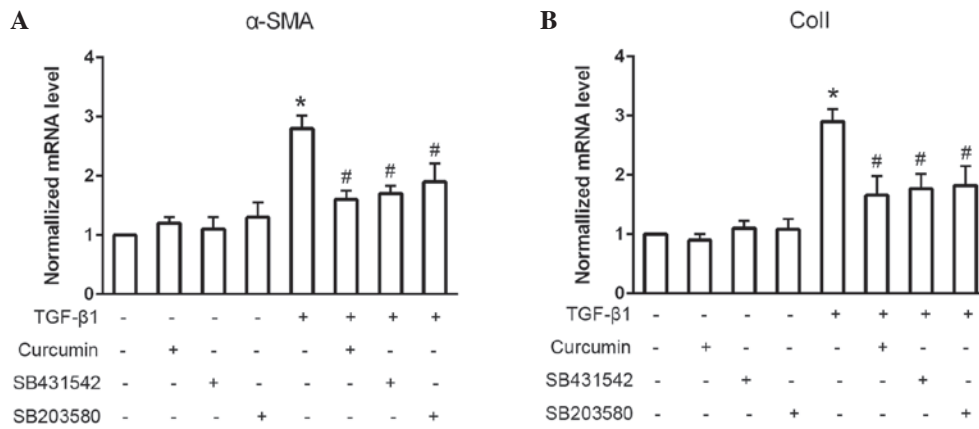 A
α-SMA
Normallized mRNA level
4
3
2
1
0
*
#
#
#
TGF-β1 - - - - + + + +
Curcumin - + - - - + - -
SB431542 - - + - - - + -
SB203580 - - - + - - - +
B
ColI
Normallized mRNA level
4
3
2
1
0
*
#
#
#
TGF-β1 - - - - + + + +
Curcumin - + - - - + - -
SB431542 - - + - - - + -
SB203580 - - - + - - - +